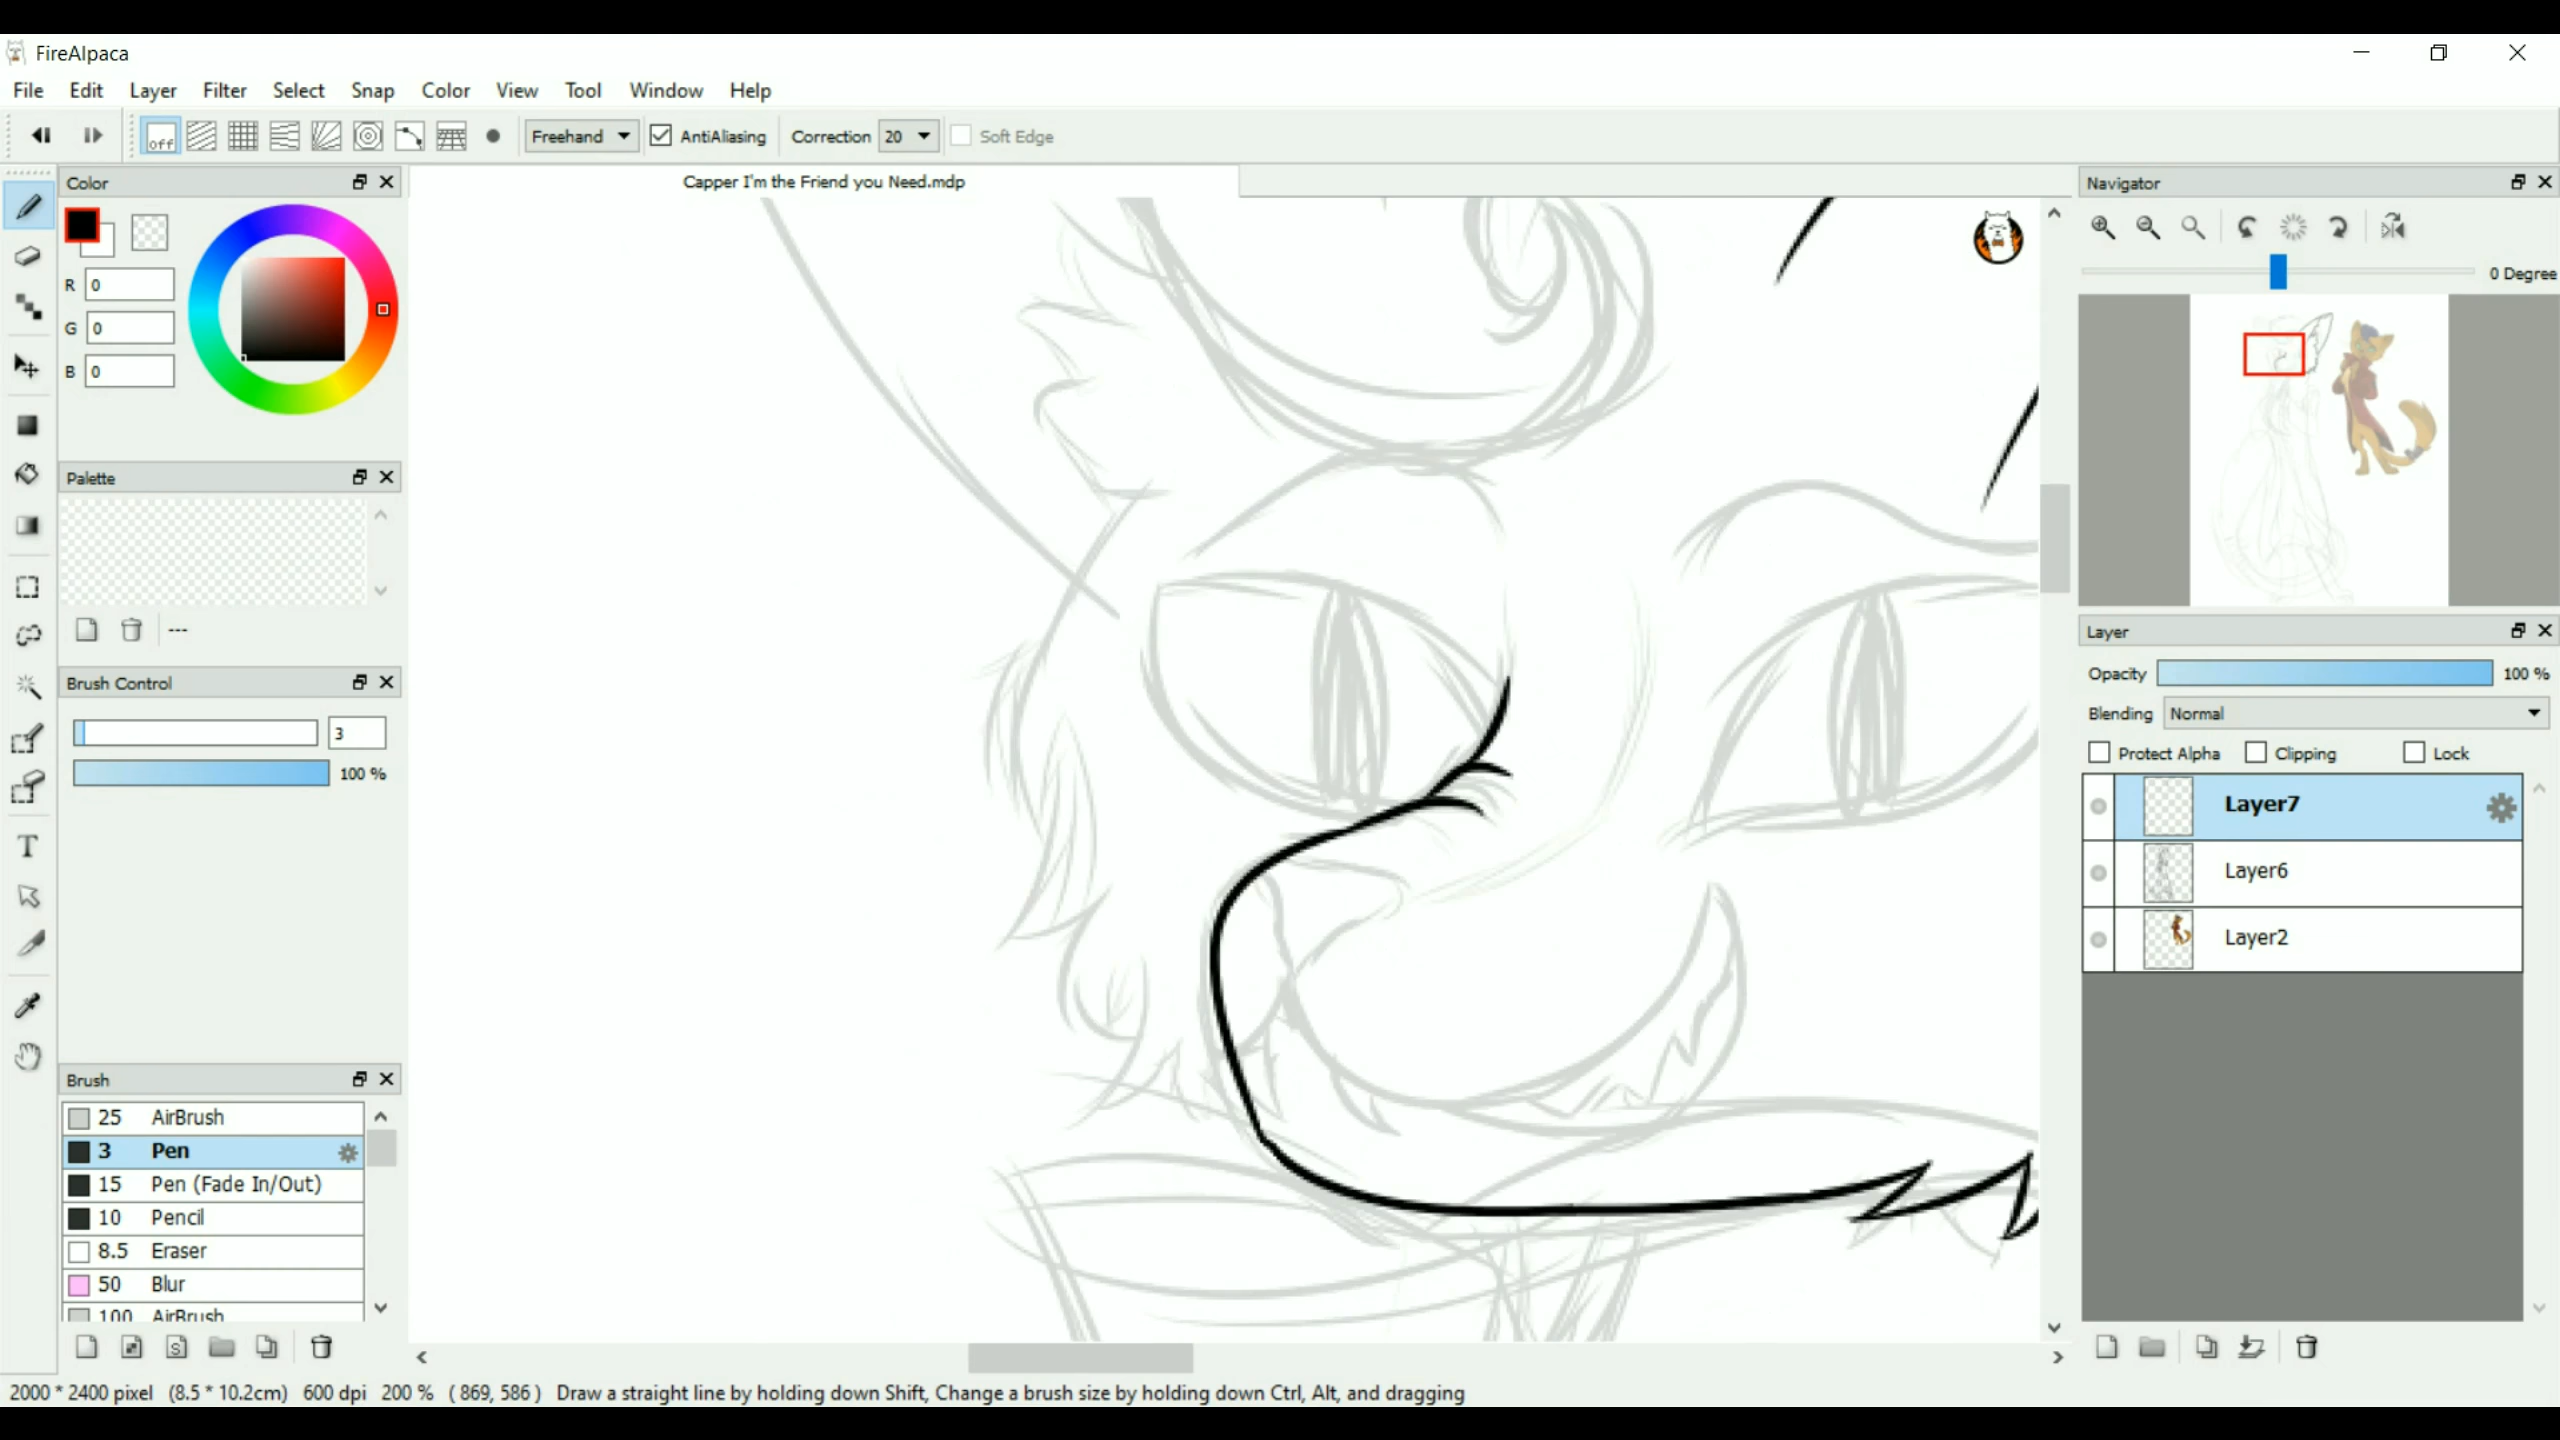 FireAlpaca
File Edit Layer Filter Select Snap Color View Tool Window Help
off Freehand AntiAliasing Correction 20 Soft Edge
Color
R 0
G 0
B 0
Palette
---
Brush Control
3
100 %
Brush
25 AirBrush
3 Pen
15 Pen (Fade In/Out)
10 Pencil
8.5 Eraser
50 Blur
100 AirBrush
Capper I'm the Friend you Need.mdp
Navigator
0 Degree
Layer
Opacity 100 %
Blending Normal
Protect Alpha Clipping Lock
Layer7
Layer6
Layer2
2000 * 2400 pixel (8.5 * 10.2cm) 600 dpi 200 % ( 869, 586 ) Draw a straight line by holding down Shift, Change a brush size by holding down Ctrl, Alt, and dragging